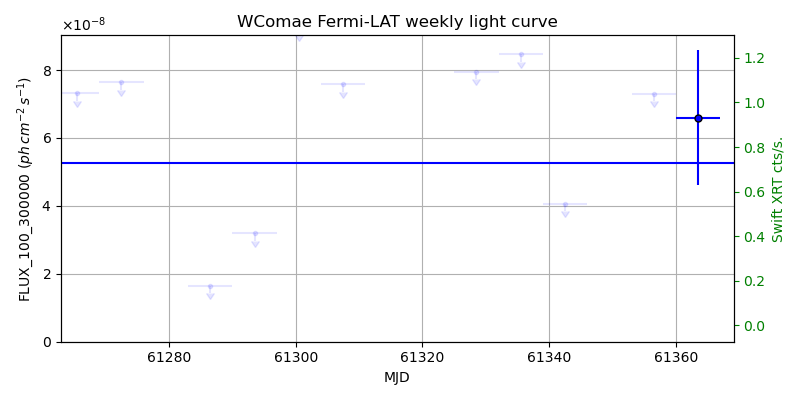 WComae Fermi-LAT weekly light curve
×10⁻⁸
8
6
4
2
0
FLUX_100_300000 (ph cm⁻² s⁻¹)
1.2
1.0
0.8
0.6
0.4
0.2
0.0
Swift XRT cts/s.
61280 61300 61320 61340 61360
MJD